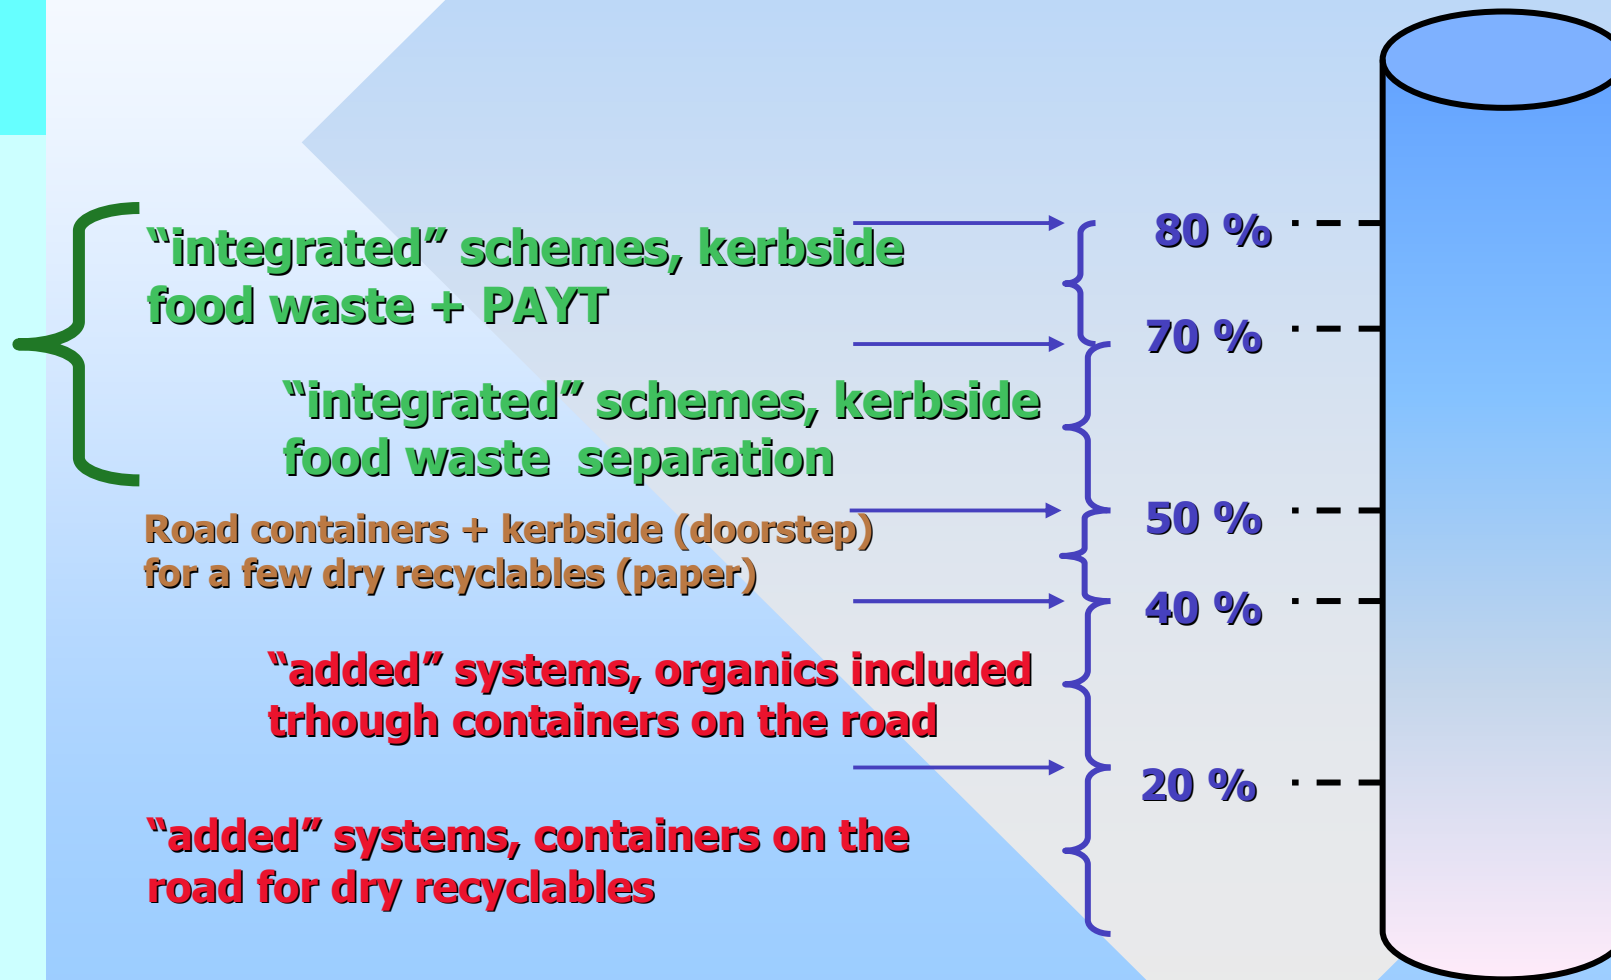 “integrated” schemes, kerbside
food waste + PAYT
80 %
70 %
“integrated” schemes, kerbside
food waste separation
50 %
Road containers + kerbside (doorstep)
for a few dry recyclables (paper)
40 %
“added” systems, organics included
trhough containers on the road
20 %
“added” systems, containers on the
road for dry recyclables